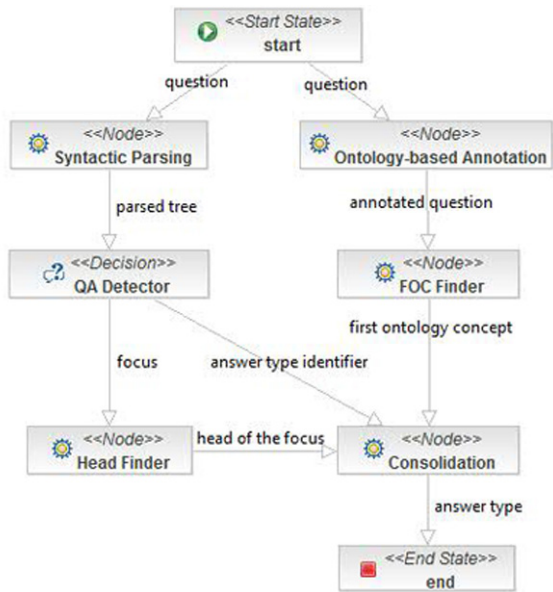 <<Start State>>
start
question
question
<<Node>>
Syntactic Parsing
<<Node>>
Ontology-based Annotation
parsed tree
annotated question
<<Decision>>
QA Detector
<<Node>>
FOC Finder
first ontology concept
focus
answer type identifier
<<Node>>
Head Finder
head of the focus
<<Node>>
Consolidation
answer type
<<End State>>
end